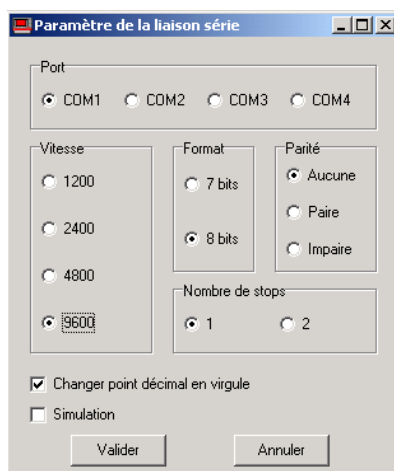 Paramètre de la liaison série
Port
COM1 COM2 COM3 COM4
Vitesse
1200
2400
4800
9600
Format
7 bits
8 bits
Parité
Aucune
Paire
Impaire
Nombre de stops
1 2
Changer point décimal en virgule
Simulation
Valider Annuler